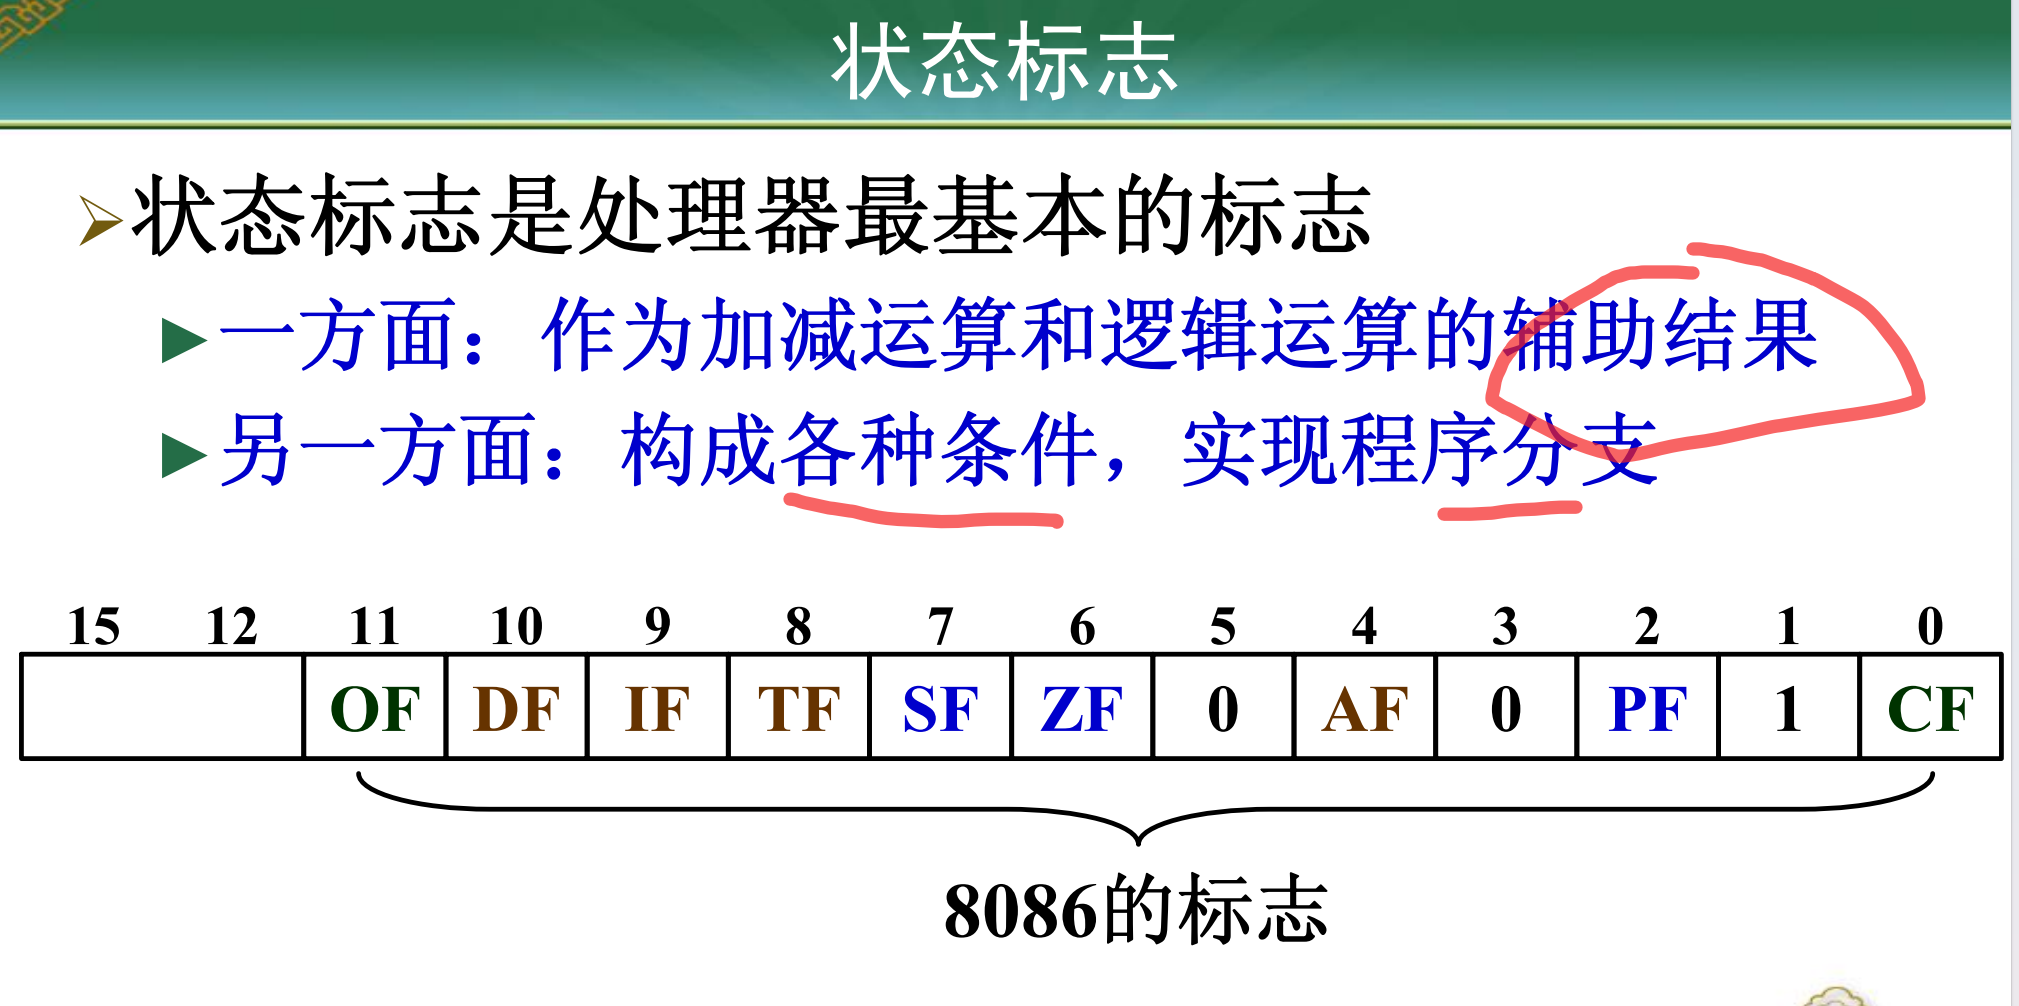 状态标志
状态标志是处理器最基本的标志
一方面：作为加减运算和逻辑运算的辅助结果
另一方面：构成各种条件，实现程序分支
15 12 11 10 9 8 7 6 5 4 3 2 1 0
OF DF IF TF SF ZF 0 AF 0 PF 1 CF
8086的标志